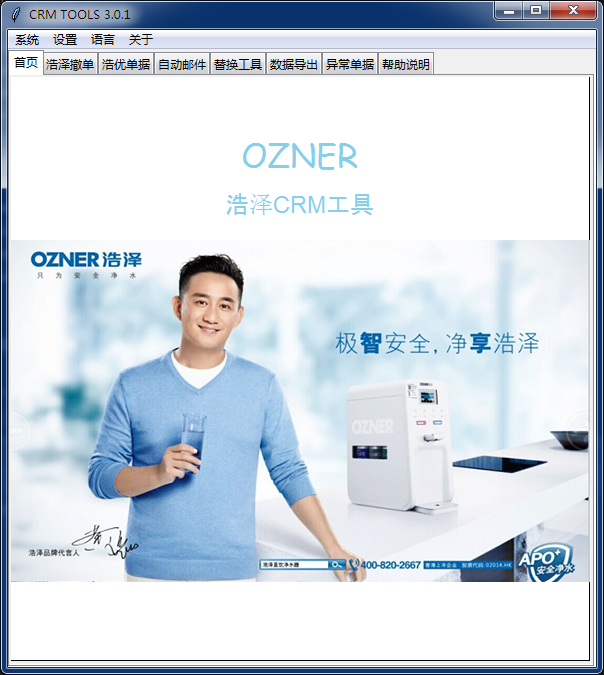 CRM TOOLS 3.0.1
系统 设置 语言 关于
首页 浩泽撤单 浩优单据 自动邮件 替换工具 数据导出 异常单据 帮助说明
OZNER
浩泽CRM工具
OZNER 浩泽
只为安全净水
极智安全,净享浩泽
OZNER
浩泽品牌代言人
浩泽直饮净水器
400-820-2667
香港上市企业 股票代码: 02014.HK
APO+
安全净水